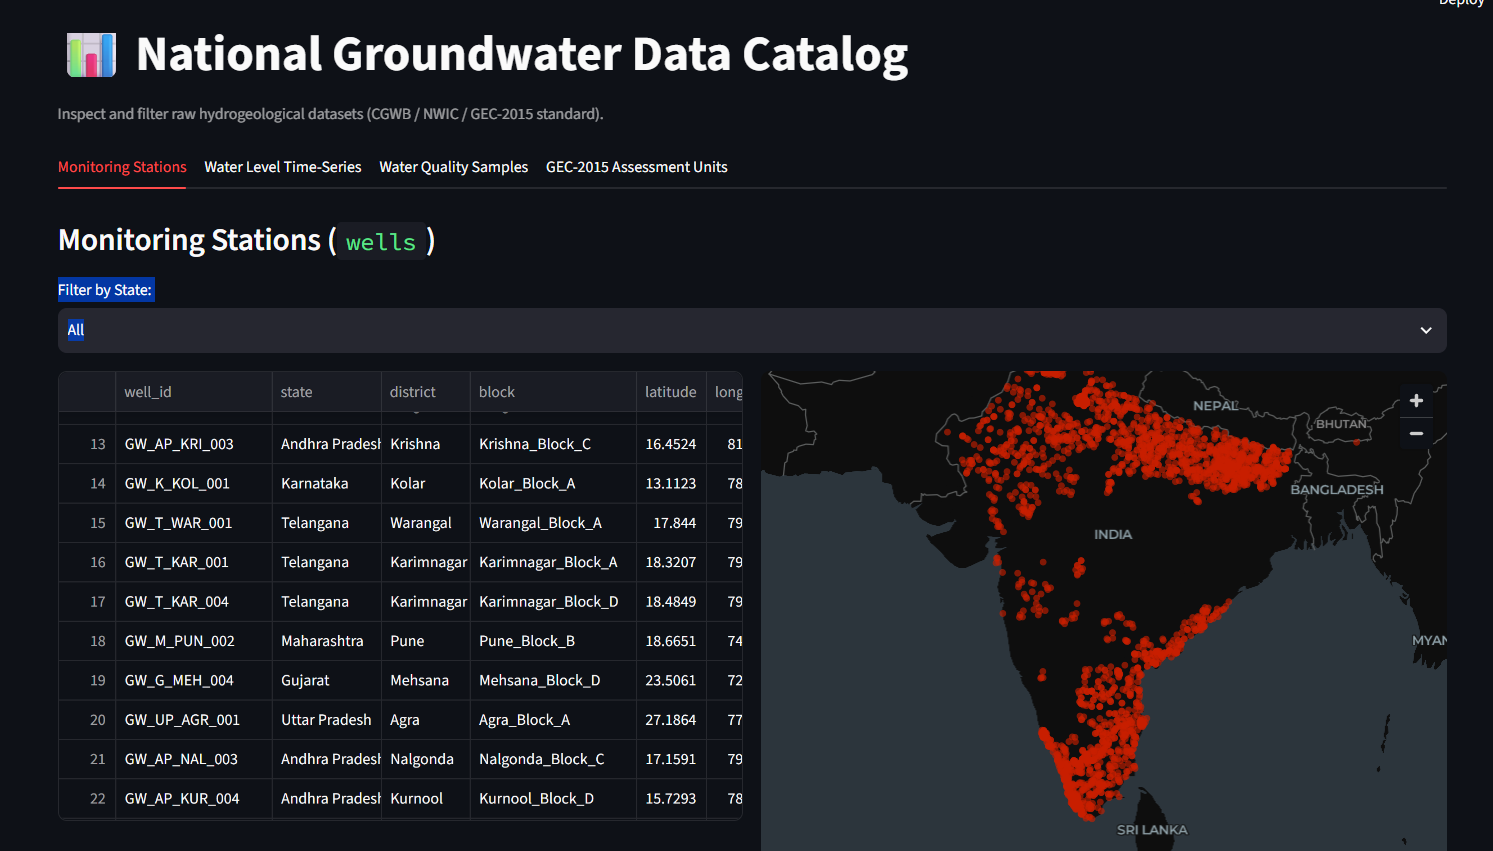 Deploy
National Groundwater Data Catalog
Inspect and filter raw hydrogeological datasets (CGWB / NWIC / GEC-2015 standard).
Monitoring Stations Water Level Time-Series Water Quality Samples GEC-2015 Assessment Units
Monitoring Stations ( wells )
Filter by State:
All
well_id state district block latitude long
13 GW_AP_KRI_003 Andhra Pradesh Krishna Krishna_Block_C 16.4524 81
14 GW_K_KOL_001 Karnataka Kolar Kolar_Block_A 13.1123 78
15 GW_T_WAR_001 Telangana Warangal Warangal_Block_A 17.844 79
16 GW_T_KAR_001 Telangana Karimnagar Karimnagar_Block_A 18.3207 79
17 GW_T_KAR_004 Telangana Karimnagar Karimnagar_Block_D 18.4849 79
18 GW_M_PUN_002 Maharashtra Pune Pune_Block_B 18.6651 74
19 GW_G_MEH_004 Gujarat Mehsana Mehsana_Block_D 23.5061 72
20 GW_UP_AGR_001 Uttar Pradesh Agra Agra_Block_A 27.1864 77
21 GW_AP_NAL_003 Andhra Pradesh Nalgonda Nalgonda_Block_C 17.1591 79
22 GW_AP_KUR_004 Andhra Pradesh Kurnool Kurnool_Block_D 15.7293 78
+
−
NEPAL
BHUTAN
BANGLADESH
INDIA
MYAN
SRI LANKA